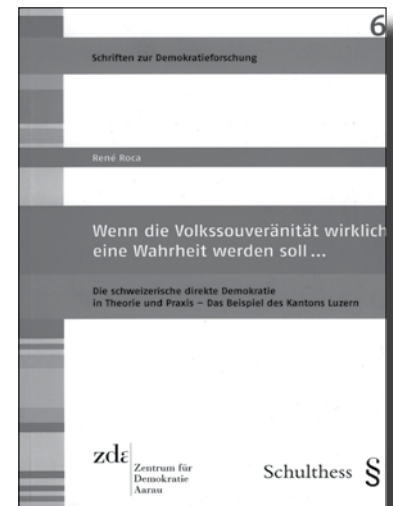 6
Schriften zur Demokratieforschung
René Roca
Wenn die Volkssouveränität wirklich
eine Wahrheit werden soll ...
Die schweizerische direkte Demokratie
in Theorie und Praxis – Das Beispiel des Kantons Luzern
zdε
Zentrum für
Demokratie
Aarau
Schulthess §